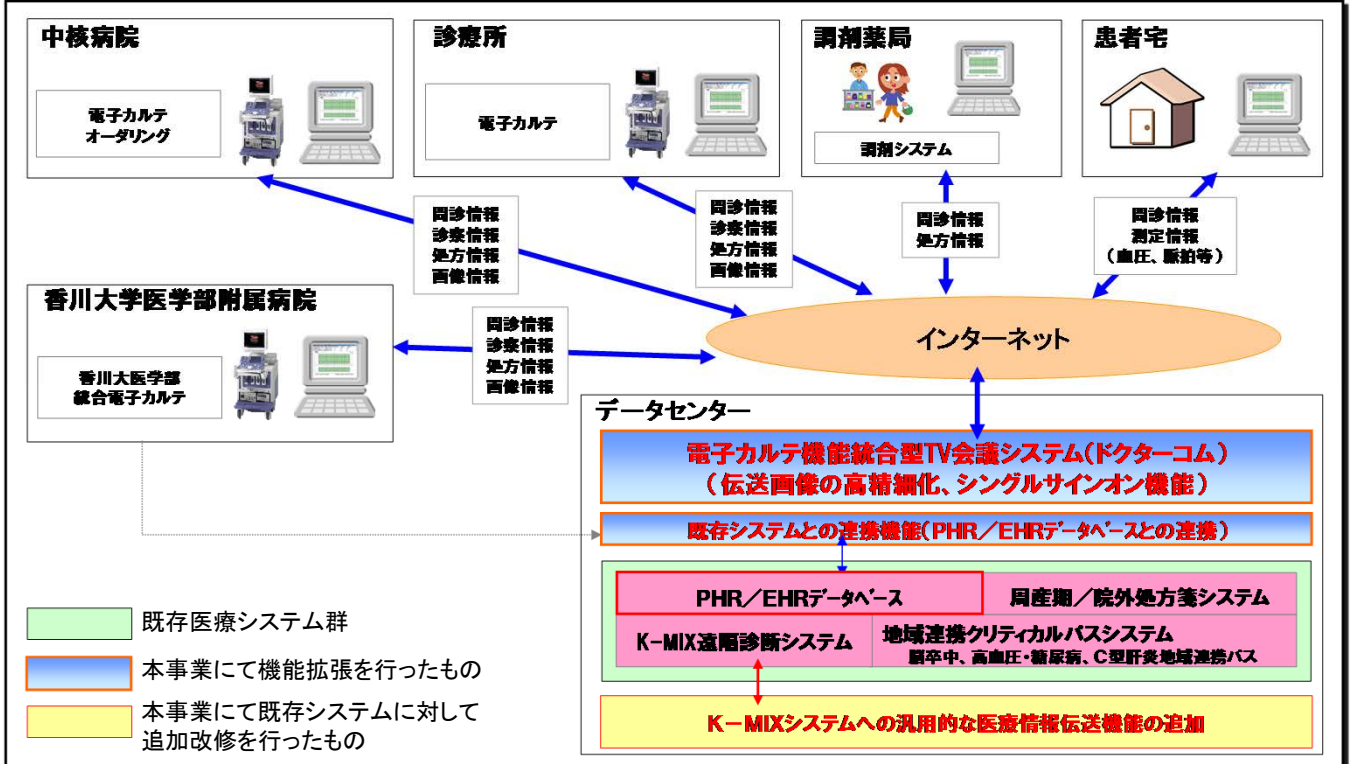 中核病院
電子カルテ
オーダリング
診療所
電子カルテ
調剤薬局
調剤システム
患者宅
問診情報
診察情報
処方情報
画像情報
問診情報
診察情報
処方情報
画像情報
問診情報
処方情報
問診情報
測定情報
（血圧、脈拍等）
香川大学医学部附属病院
香川大医学部
統合電子カルテ
問診情報
診察情報
処方情報
画像情報
インターネット
データセンター
電子カルテ機能統合型TV会議システム(ドクターコム)
（伝送画像の高精細化、シングルサインオン機能）
既存システムとの連携機能(PHR／EHRﾃﾞｰﾀﾍﾞｰｽとの連携)
PHR／EHRﾃﾞｰﾀﾍﾞｰｽ
周産期／院外処方箋システム
K-MIX遠隔診断システム
地域連携クリティカルパスシステム
脳卒中、高血圧・糖尿病、C型肝炎地域連携パス
K－MIXシステムへの汎用的な医療情報伝送機能の追加
既存医療システム群
本事業にて機能拡張を行ったもの
本事業にて既存システムに対して
追加改修を行ったもの